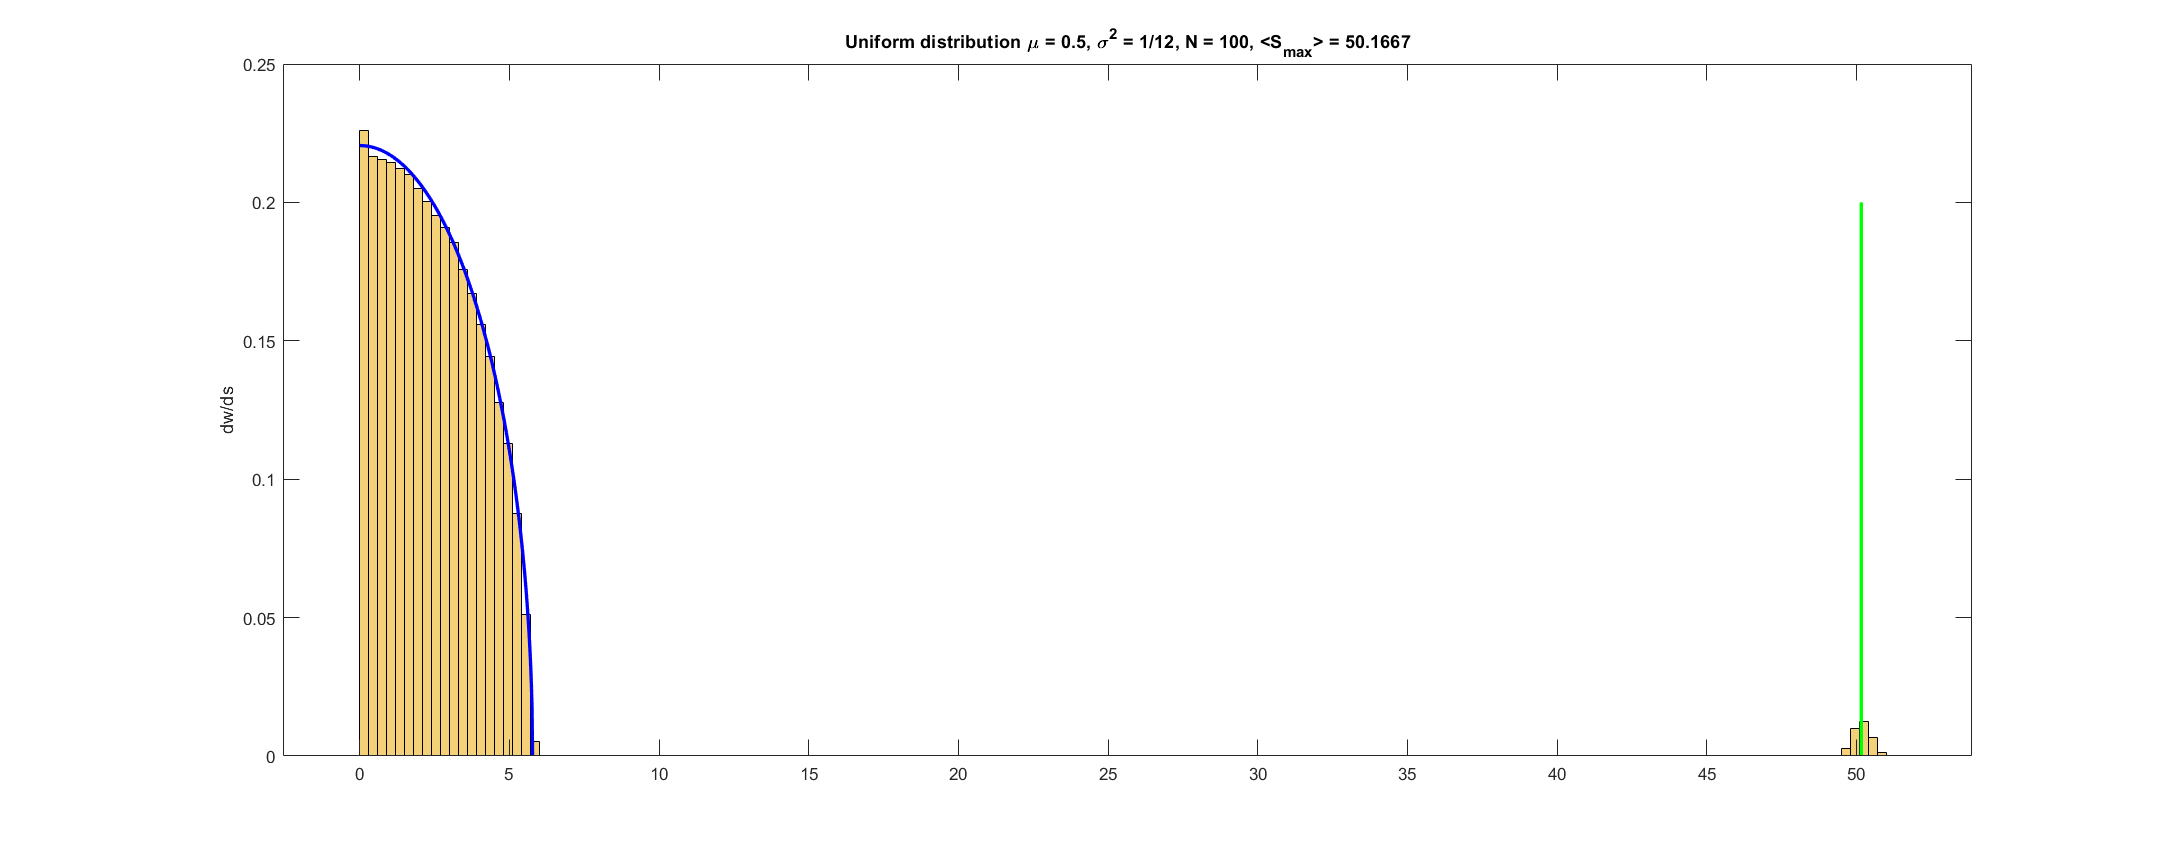 Uniform distribution μ = 0.5, σ² = 1/12, N = 100, <S_max> = 50.1667
0.25
0.2
0.15
0.1
0.05
0
dw/ds
0 5 10 15 20 25 30 35 40 45 50